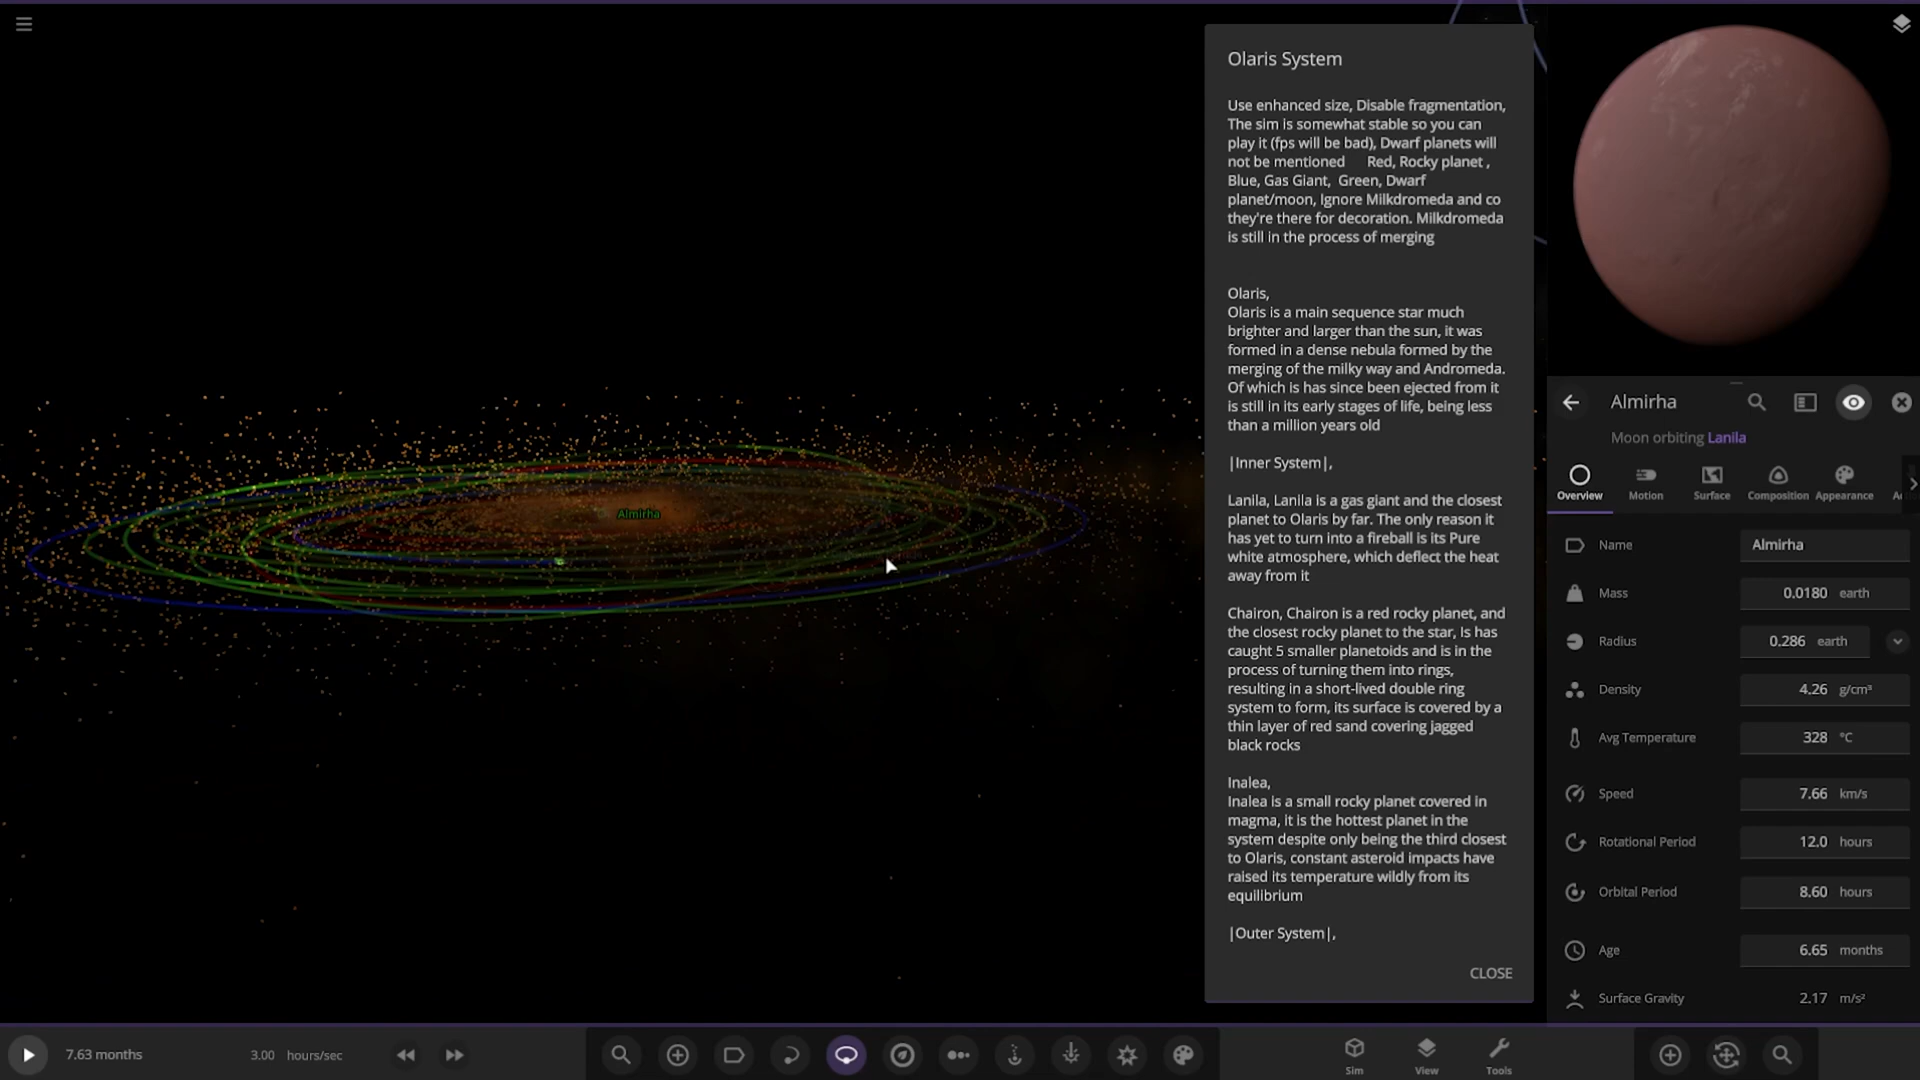 Olaris System
Use enhanced size, Disable fragmentation,
The sim is somewhat stable so you can
play it (fps will be bad), Dwarf planets will
not be mentioned Red, Rocky planet ,
Blue, Gas Giant, Green, Dwarf
planet/moon, Ignore Milkdromeda and co
they're there for decoration. Milkdromeda
is still in the process of merging
Olaris,
Olaris is a main sequence star much
brighter and larger than the sun, it was
formed in a dense nebula formed by the
merging of the milky way and Andromeda.
Of which is has since been ejected from it
is still in its early stages of life, being less
than a million years old
|Inner System|,
Lanila, Lanila is a gas giant and the closest
planet to Olaris by far. The only reason it
has yet to turn into a fireball is its Pure
white atmosphere, which deflect the heat
away from it
Chairon, Chairon is a red rocky planet, and
the closest rocky planet to the star, Is has
caught 5 smaller planetoids and is in the
process of turning them into rings,
resulting in a short-lived double ring
system to form, its surface is covered by a
thin layer of red sand covering jagged
black rocks
Inalea,
Inalea is a small rocky planet covered in
magma, it is the hottest planet in the
system despite only being the third closest
to Olaris, constant asteroid impacts have
raised its temperature wildly from its
equilibrium
|Outer System|,
CLOSE
Almirha
Almirha
Moon orbiting Lanila
Overview Motion Surface Composition Appearance
Name Almirha
Mass 0.0180 earth
Radius 0.286 earth
Density 4.26 g/cm³
Avg Temperature 328 °C
Speed 7.66 km/s
Rotational Period 12.0 hours
Orbital Period 8.60 hours
Age 6.65 months
Surface Gravity 2.17 m/s²
7.63 months 3.00 hours/sec
Sim View Tools